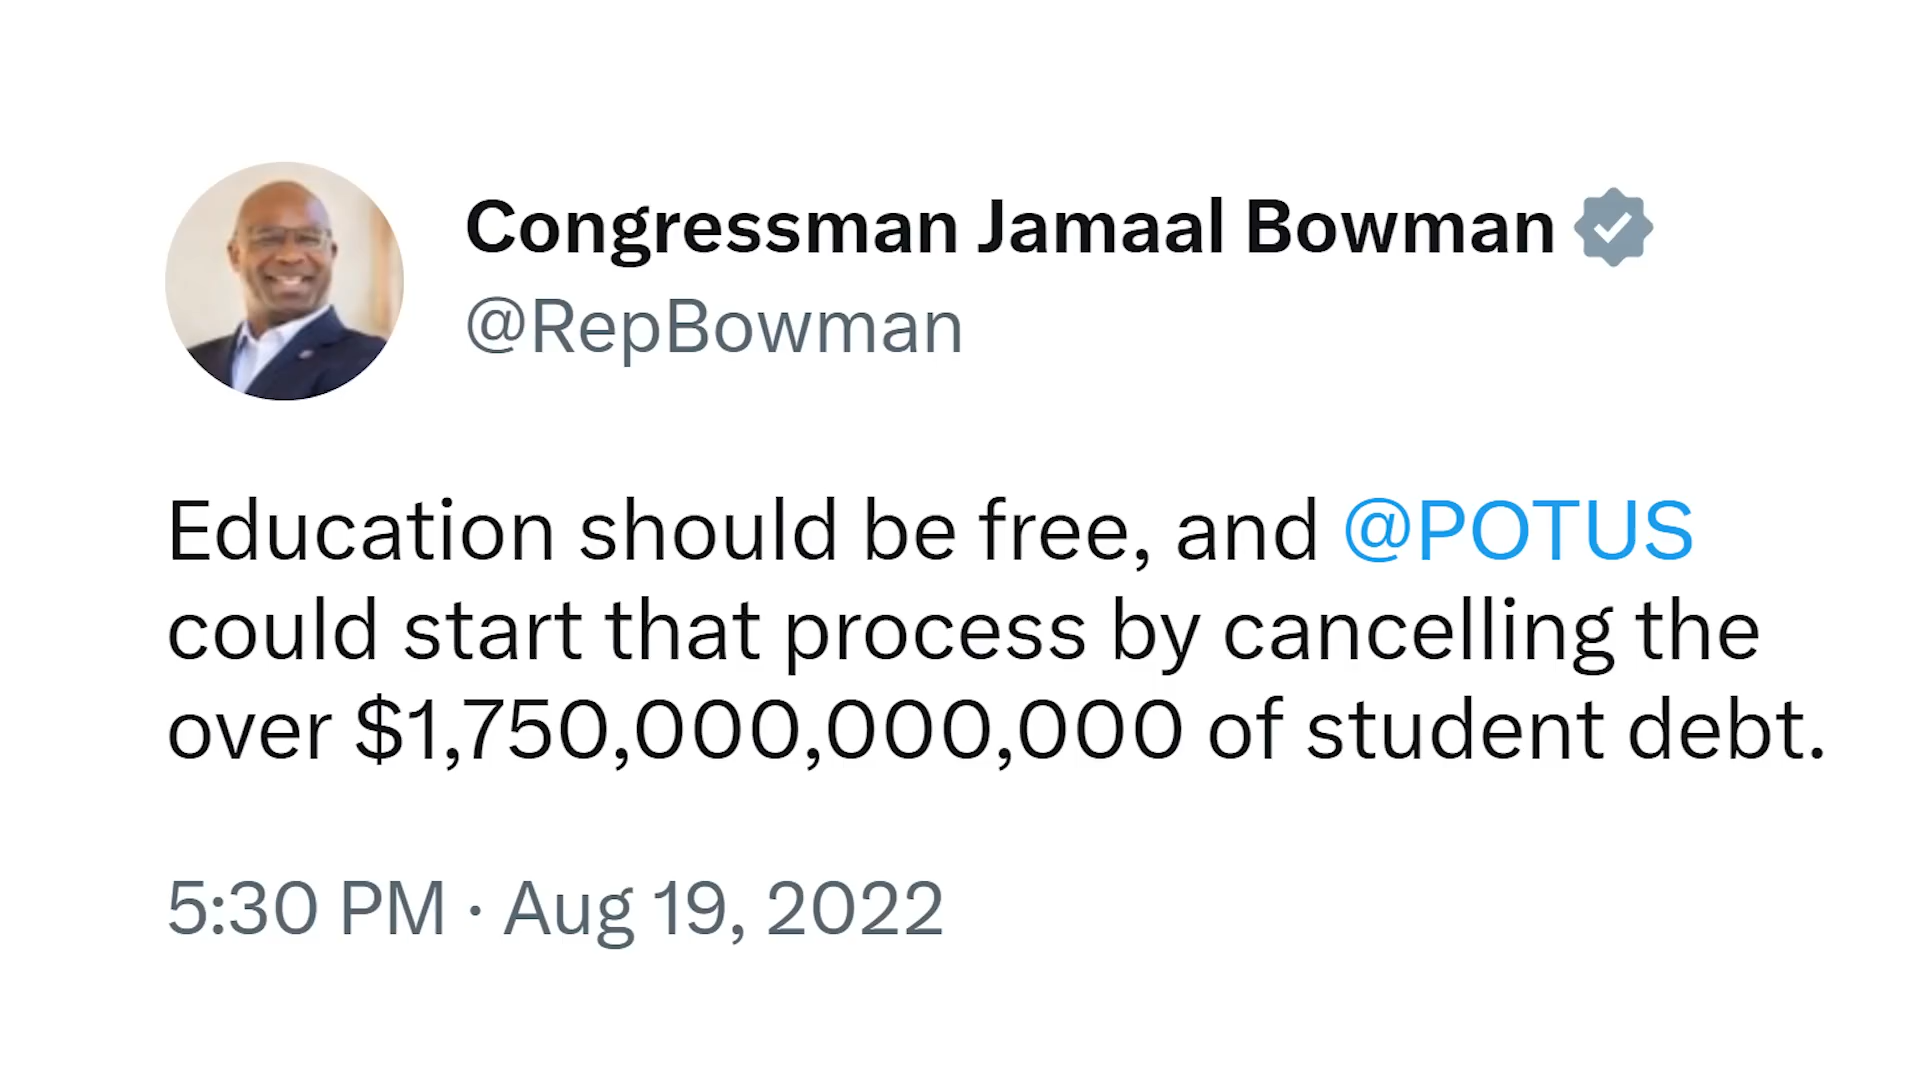 Congressman Jamaal Bowman
@RepBowman
Education should be free, and @POTUS
could start that process by cancelling the
over $1,750,000,000,000 of student debt.
5:30 PM · Aug 19, 2022